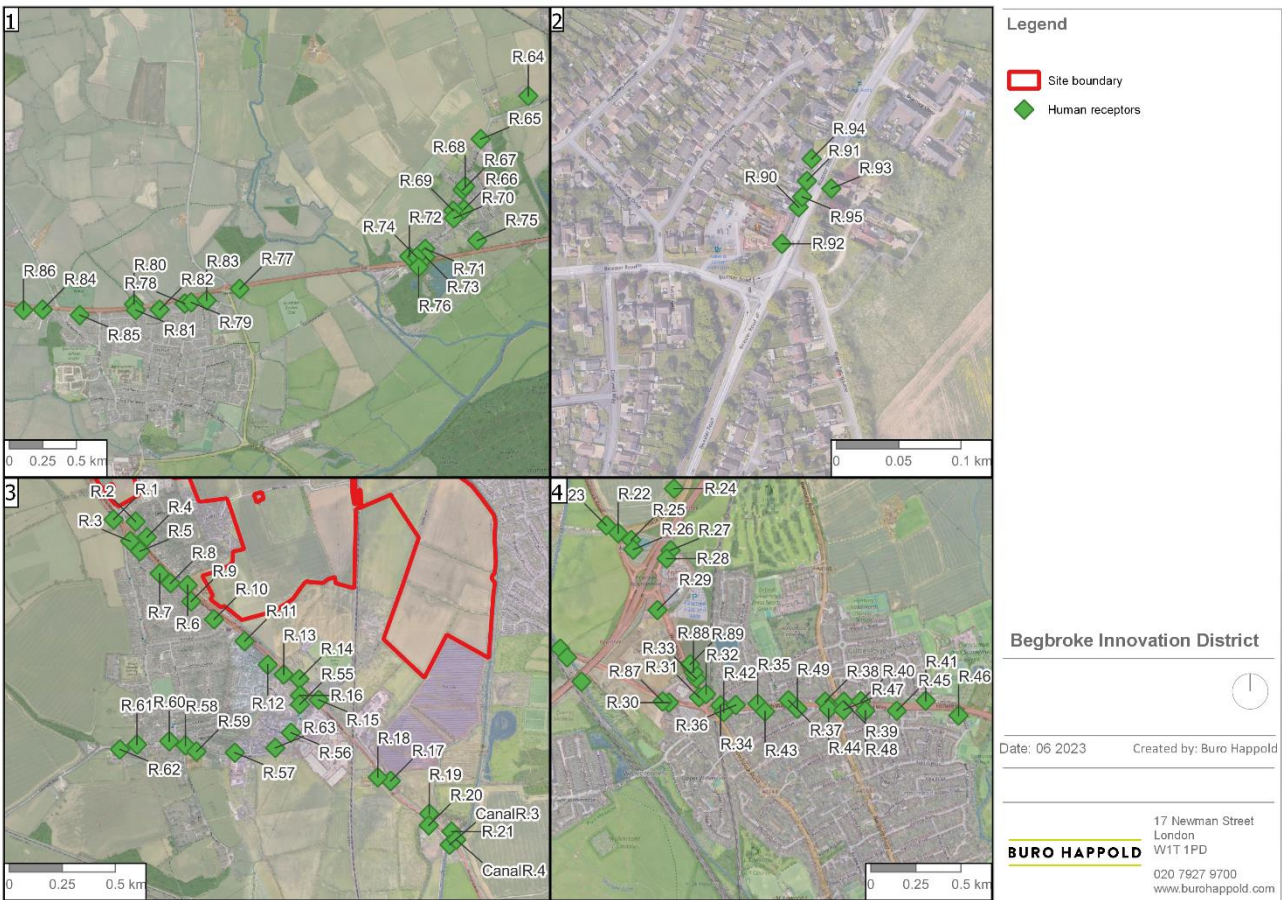 1
R.64
R.65
R.68
R.67
R.66
R.69
R.70
R.72
R.74
R.75
R.71
R.73
R.76
R.86
R.84
R.80
R.78
R.83
R.82
R.77
R.79
R.85
R.81
0 0.25 0.5 km
2
R.94
R.91
R.93
R.90
R.95
R.92
0 0.05 0.1 km
3
R.2
R.1
R.4
R.3
R.5
R.8
R.9
R.10
R.7
R.6
R.11
R.13
R.14
R.55
R.12
R.16
R.15
R.61
R.60
R.58
R.59
R.63
R.56
R.18
R.17
R.62
R.57
R.19
R.20
CanalR.3
R.21
CanalR.4
0 0.25 0.5 km
4
R.24
23
R.22
R.25
R.26
R.27
R.28
R.29
R.88
R.89
R.33
R.32
R.87
R.31
R.42
R.35
R.49
R.38
R.40
R.41
R.47
R.45
R.46
R.30
R.36
R.37
R.39
R.34
R.43
R.44
R.48
0 0.25 0.5 km
Legend
Site boundary
Human receptors
Begbroke Innovation District
Date: 06 2023 Created by: Buro Happold
BURO HAPPOLD
17 Newman Street
London
W1T 1PD
020 7927 9700
www.burohappold.com